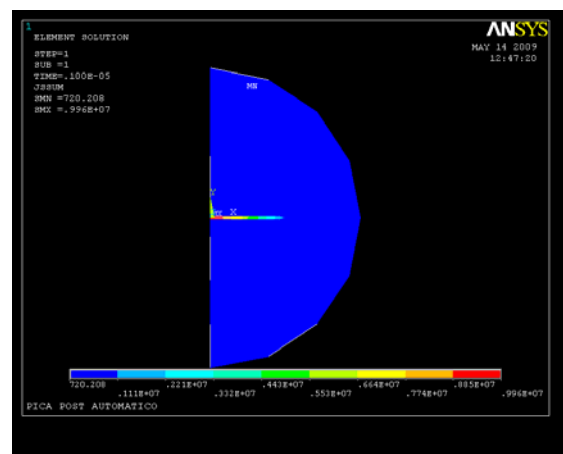 1
ANSYS
ELEMENT SOLUTION
MAY 14 2009
12:47:20
STEP=1
SUB =1
TIME=.100E-05
JSSUM
SMN =720.208
SMX =.996E+07
MN
Y
MX X
720.208 .221E+07 .443E+07 .664E+07 .885E+07
.111E+07 .332E+07 .553E+07 .774E+07 .996E+07
PICA POST AUTOMATICO